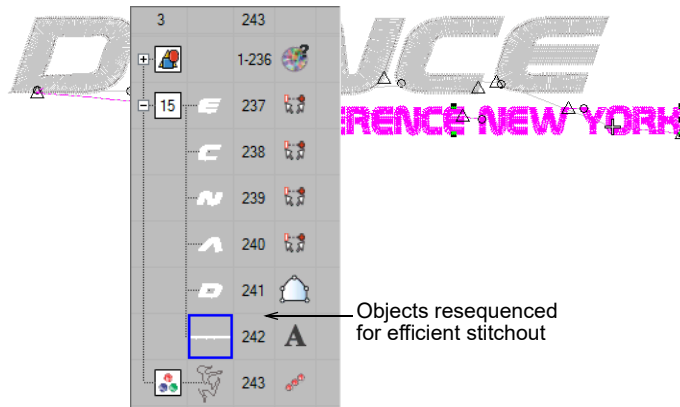 3 243
D NCE
1-236
15 E 237
RENCE NEW YORK
C 238
N 239
A 240
D 241
Objects resequenced
for efficient stitchout
242 A
243